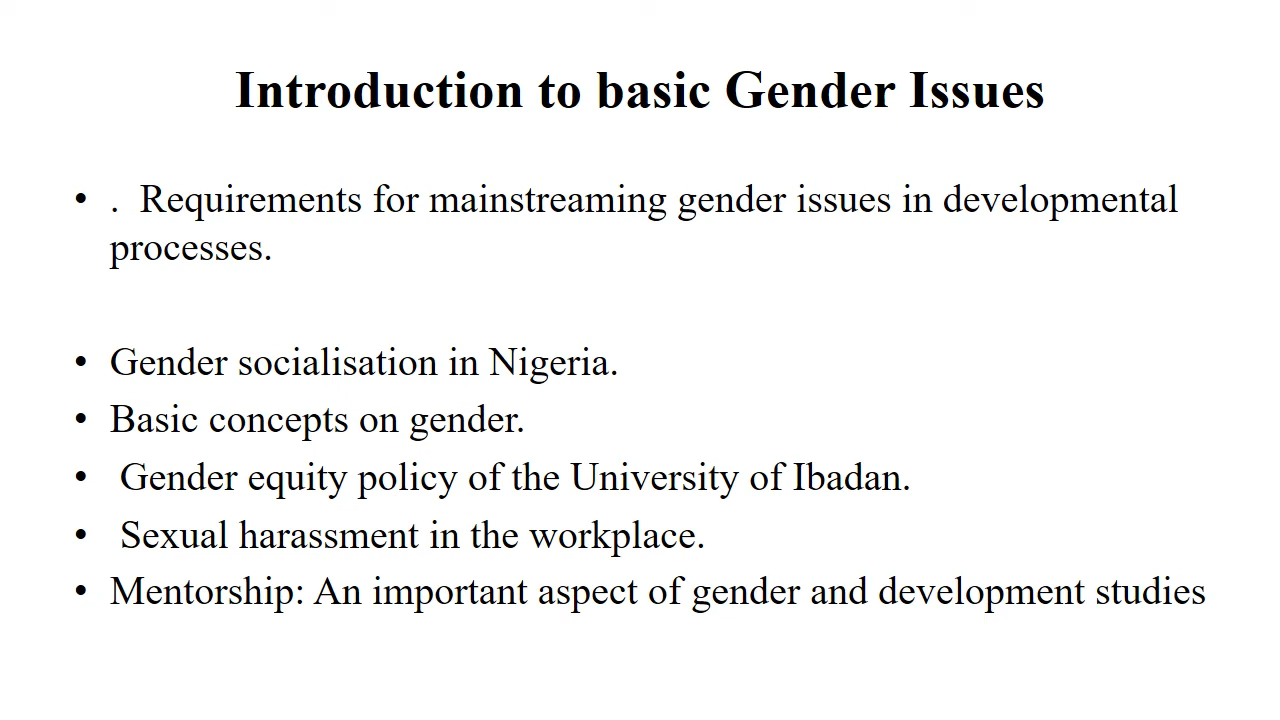 Introduction to basic Gender Issues
• .  Requirements for mainstreaming gender issues in developmental
processes.
• Gender socialisation in Nigeria.
• Basic concepts on gender.
•  Gender equity policy of the University of Ibadan.
•  Sexual harassment in the workplace.
• Mentorship: An important aspect of gender and development studies